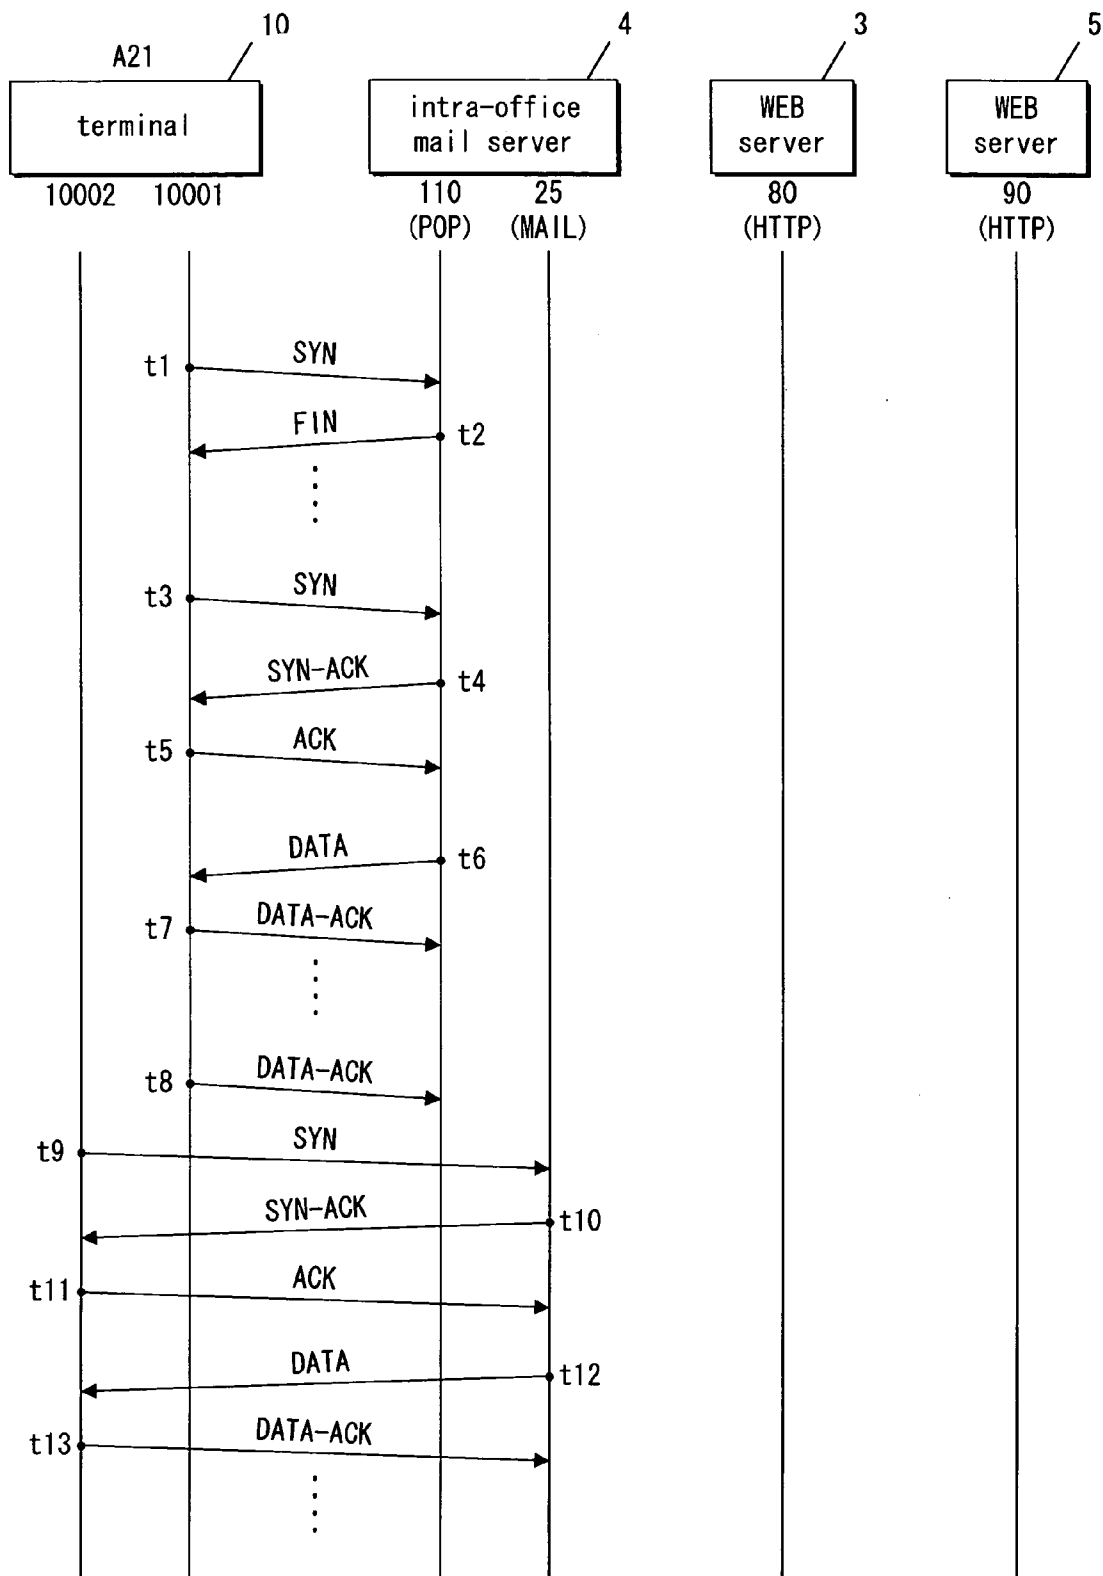 10
4
3
5
A21
terminal
intra-office
mail server
WEB
server
WEB
server
10002
10001
110
(POP)
25
(MAIL)
80
(HTTP)
90
(HTTP)
t1
SYN
FIN
t2
t3
SYN
SYN-ACK
t4
t5
ACK
DATA
t6
t7
DATA-ACK
t8
DATA-ACK
t9
SYN
SYN-ACK
t10
t11
ACK
DATA
t12
t13
DATA-ACK